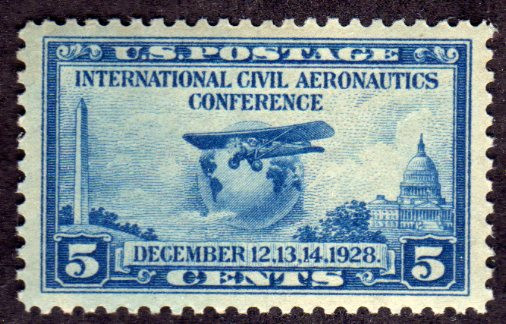 U.S. POSTAGE
INTERNATIONAL CIVIL AERONAUTICS
CONFERENCE
DECEMBER 12.13.14.1928.
5 CENTS 5